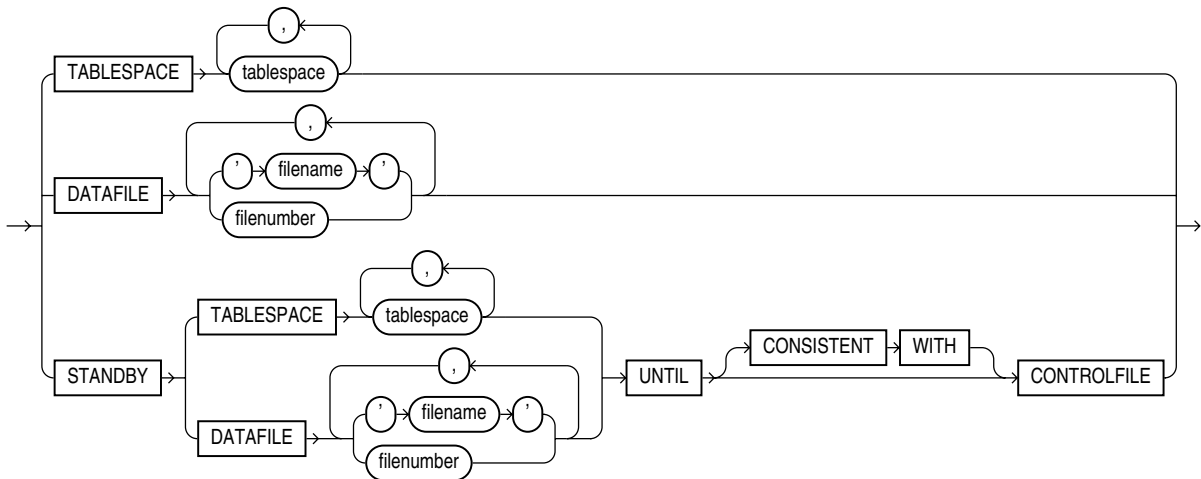 ,
TABLESPACE tablespace
,
' filename '
DATAFILE
filenumber
,
TABLESPACE tablespace
CONSISTENT WITH
STANDBY UNTIL CONTROLFILE
,
' filename '
DATAFILE
filenumber